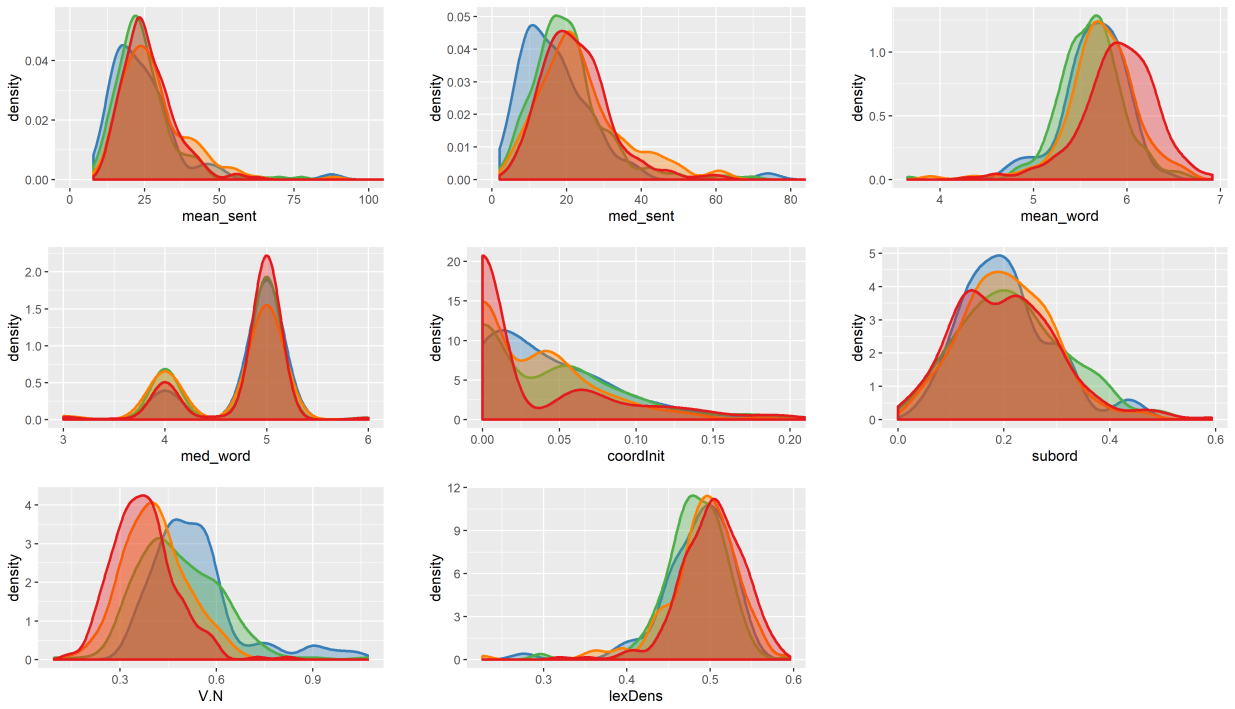 density
0.04
0.02
0.00
0 25 50 75 100
mean_sent
density
0.05
0.04
0.03
0.02
0.01
0.00
0 20 40 60 80
med_sent
density
1.0
0.5
0.0
4 5 6 7
mean_word
density
2.0
1.5
1.0
0.5
0.0
3 4 5 6
med_word
density
20
15
10
5
0
0.00 0.05 0.10 0.15 0.20
coordInit
density
5
4
3
2
1
0
0.0 0.2 0.4 0.6
subord
density
4
3
2
1
0
0.3 0.6 0.9
V.N
density
12
9
6
3
0
0.3 0.4 0.5 0.6
lexDens